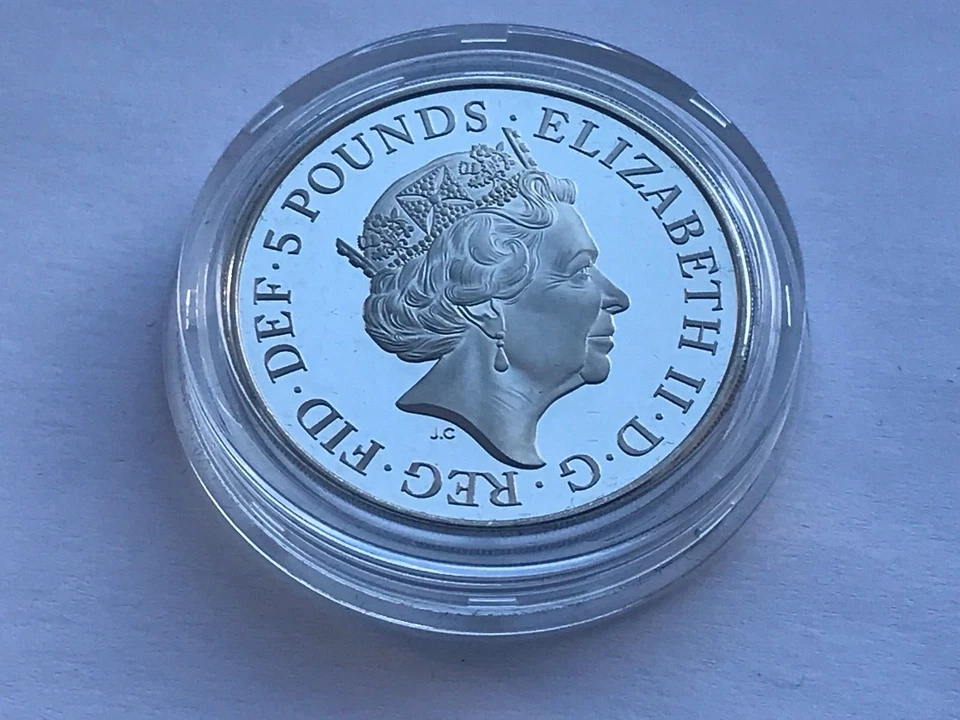 ELIZABETH II · D · G · REG · FID · DEF · 5 POUNDS ·
J.C